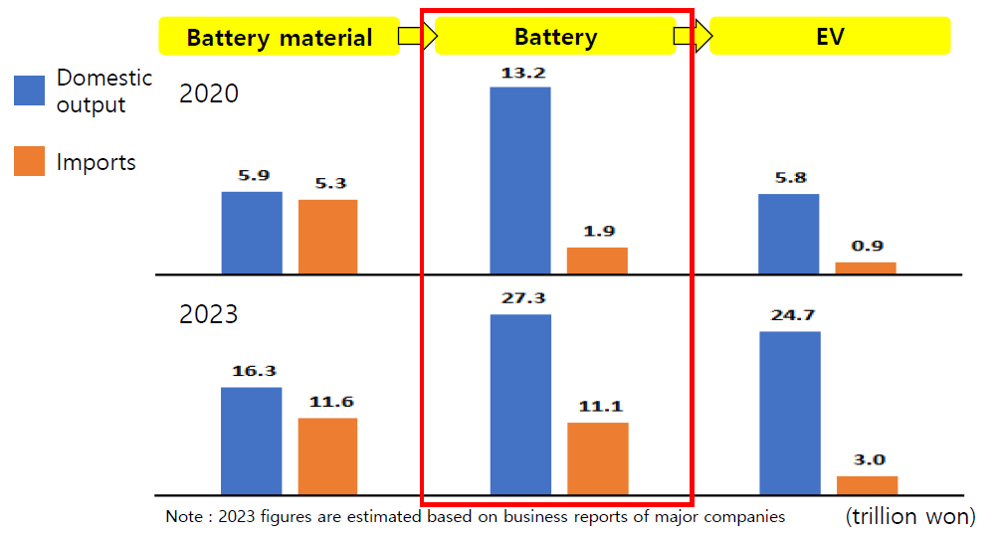 Battery material
Battery
EV
Domestic
output
Imports
2020
5.9
5.3
13.2
1.9
5.8
0.9
2023
16.3
11.6
27.3
11.1
24.7
3.0
Note : 2023 figures are estimated based on business reports of major companies
(trillion won)